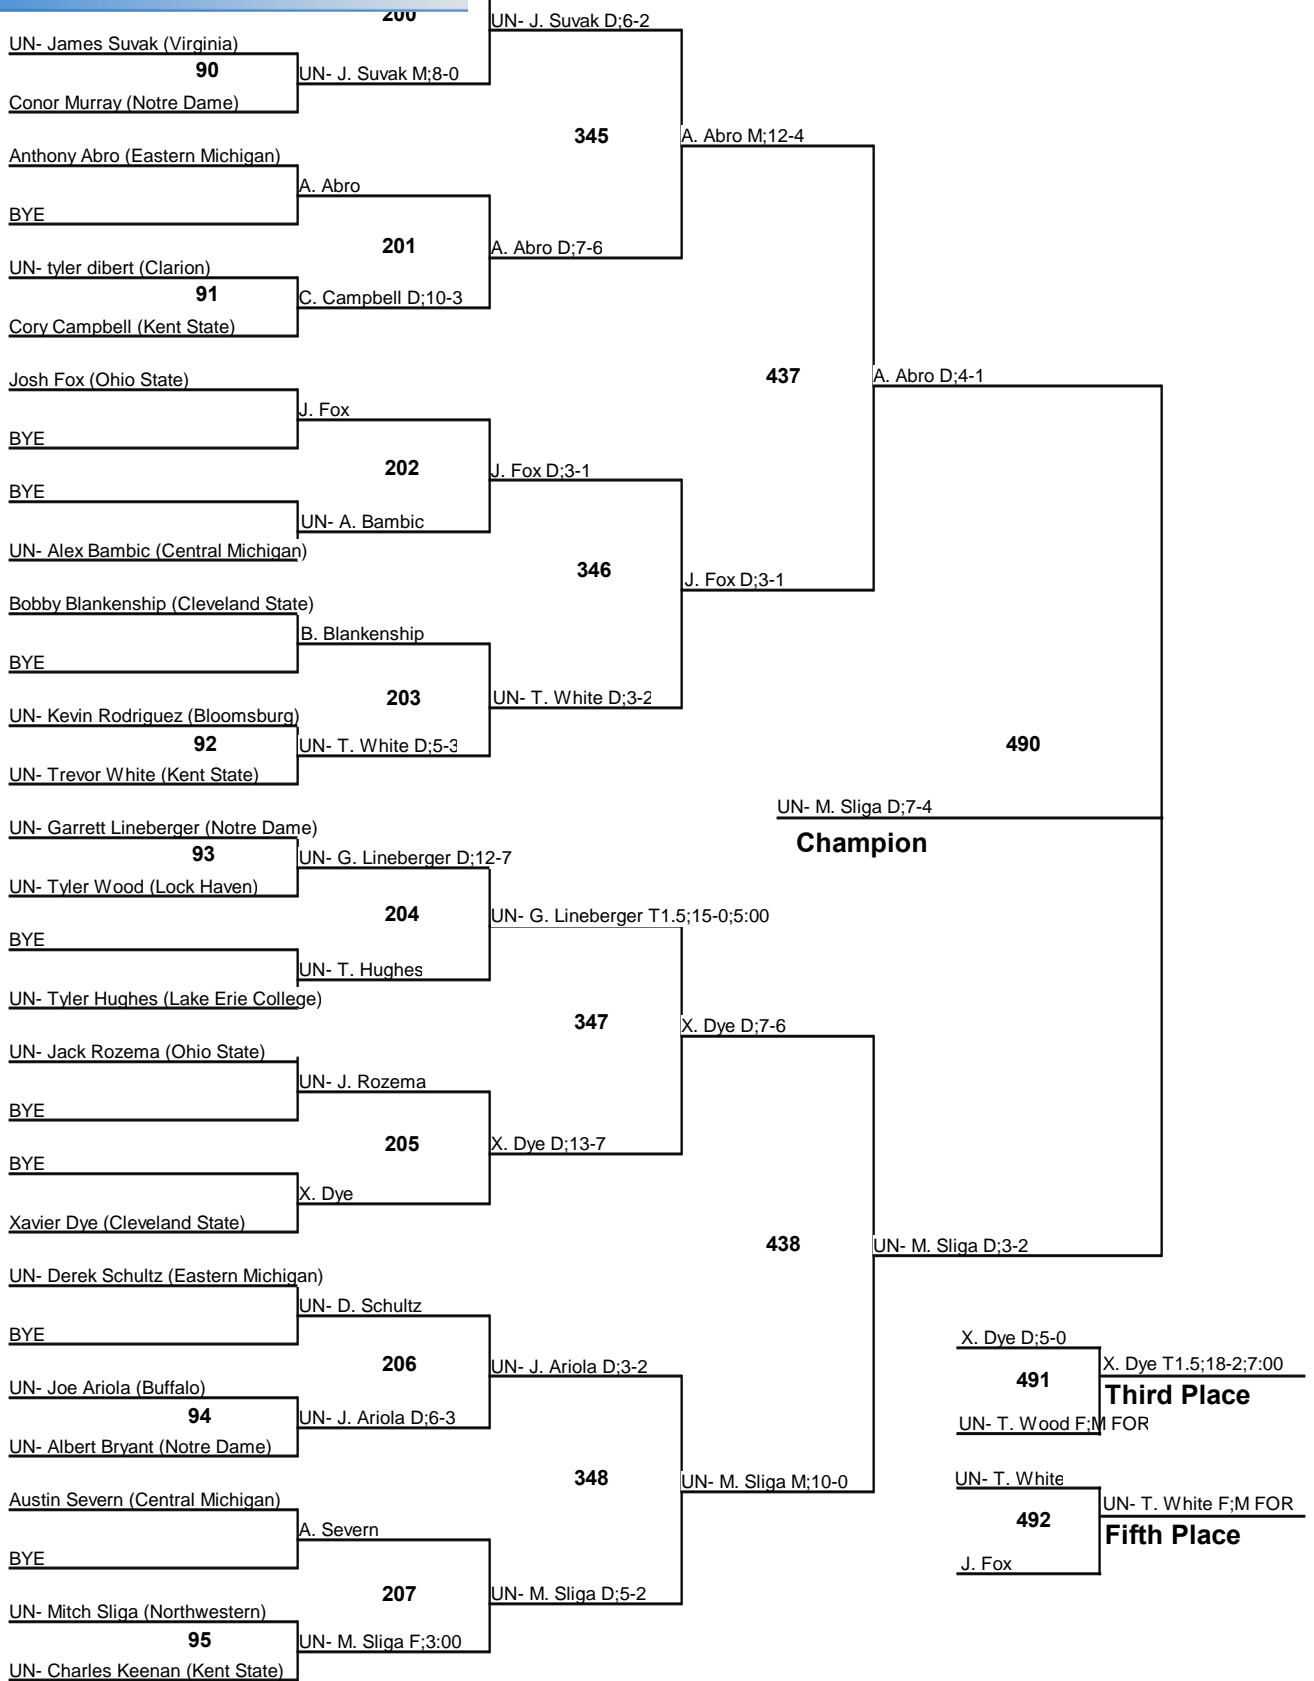 200
UN- J. Suvak D;6-2
UN- James Suvak (Virginia)
90
UN- J. Suvak M;8-0
Conor Murray (Notre Dame)
345
A. Abro M;12-4
Anthony Abro (Eastern Michigan)
A. Abro
BYE
201
A. Abro D;7-6
UN- tyler dibert (Clarion)
91
C. Campbell D;10-3
Cory Campbell (Kent State)
437
A. Abro D;4-1
Josh Fox (Ohio State)
J. Fox
BYE
202
J. Fox D;3-1
BYE
UN- A. Bambic
UN- Alex Bambic (Central Michigan)
346
J. Fox D;3-1
Bobby Blankenship (Cleveland State)
B. Blankenship
BYE
203
UN- T. White D;3-2
UN- Kevin Rodriguez (Bloomsburg)
92
UN- T. White D;5-3
490
UN- Trevor White (Kent State)
UN- M. Sliga D;7-4
Champion
UN- Garrett Lineberger (Notre Dame)
93
UN- G. Lineberger D;12-7
UN- Tyler Wood (Lock Haven)
204
UN- G. Lineberger T1.5;15-0;5:00
BYE
UN- T. Hughes
UN- Tyler Hughes (Lake Erie College)
347
X. Dye D;7-6
UN- Jack Rozema (Ohio State)
UN- J. Rozema
BYE
205
X. Dye D;13-7
BYE
X. Dye
Xavier Dye (Cleveland State)
438
UN- M. Sliga D;3-2
UN- Derek Schultz (Eastern Michigan)
UN- D. Schultz
BYE
206
UN- J. Ariola D;3-2
UN- Joe Ariola (Buffalo)
94
UN- J. Ariola D;6-3
UN- Albert Bryant (Notre Dame)
348
UN- M. Sliga M;10-0
Austin Severn (Central Michigan)
A. Severn
BYE
207
UN- M. Sliga D;5-2
UN- Mitch Sliga (Northwestern)
95
UN- M. Sliga F;3:00
UN- Charles Keenan (Kent State)
X. Dye D;5-0
491
X. Dye T1.5;18-2;7:00
Third Place
UN- T. Wood F;M FOR
UN- T. White
492
UN- T. White F;M FOR
Fifth Place
J. Fox